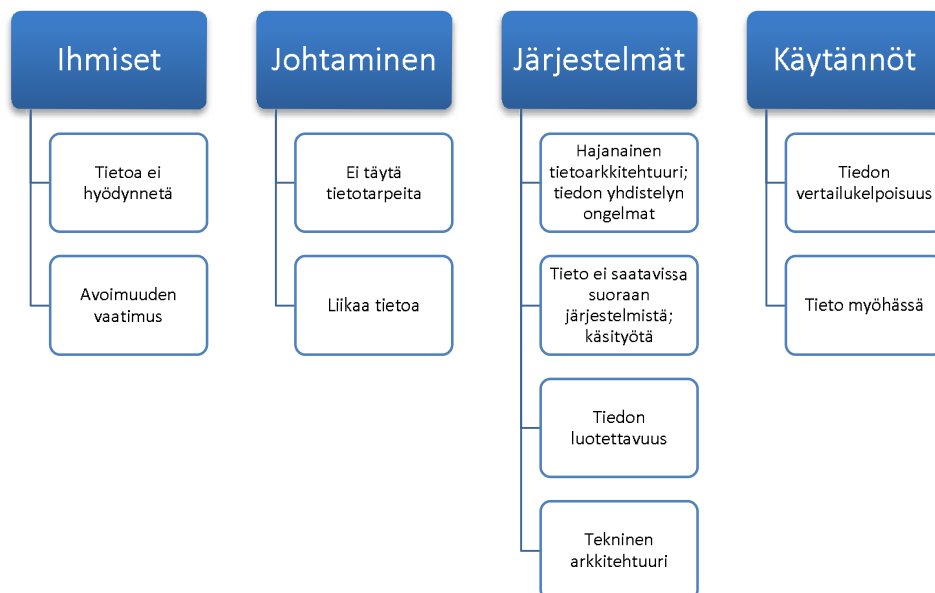 Ihmiset
Tietoa ei
hyödynnetä
Avoimuuden
vaatimus
Johtaminen
Ei täytä
tietotarpeita
Liikaa tietoa
Järjestelmät
Hajanainen
tietoarkkitehtuuri;
tiedon yhdistelyn
ongelmat
Tieto ei saatavissa
suoraan
järjestelmistä;
käsityötä
Tiedon
luotettavuus
Tekninen
arkkitehtuuri
Käytännöt
Tiedon
vertailukelpoisuus
Tieto myöhässä